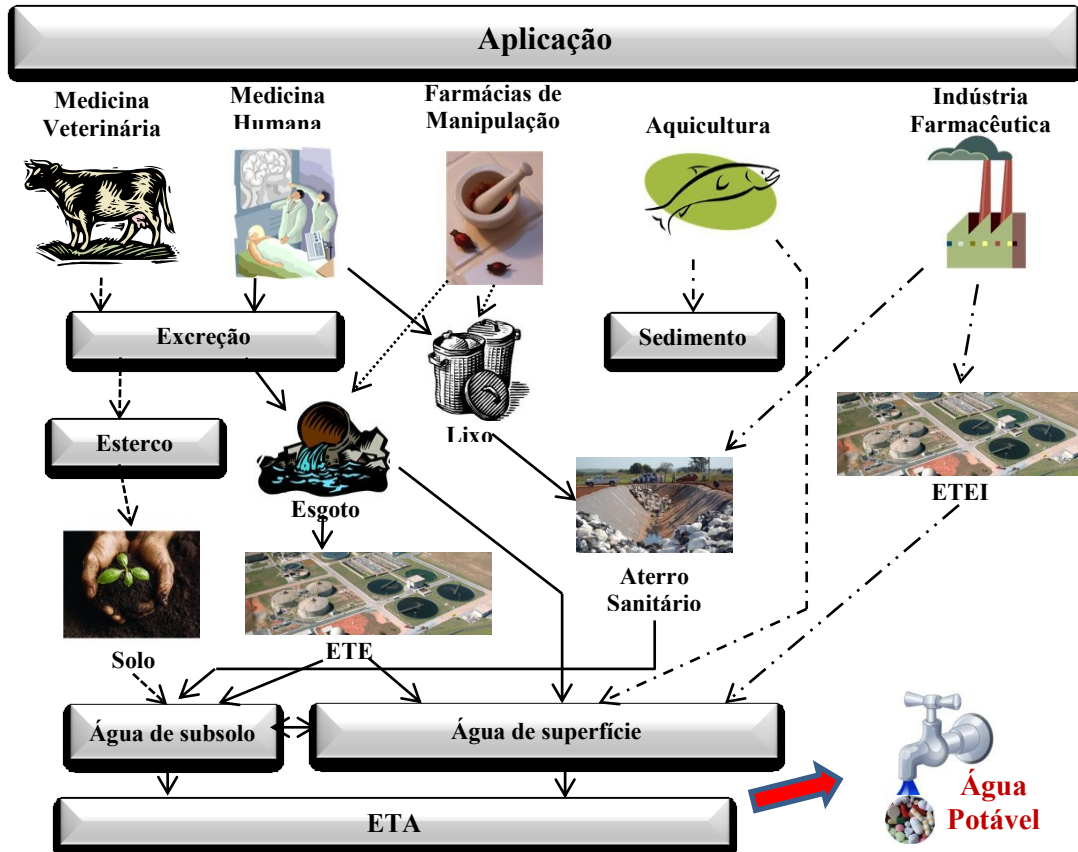 Aplicação
Medicina
Veterinária
Medicina
Humana
Farmácias de
Manipulação
Aquicultura
Indústria
Farmacêutica
Excreção
Sedimento
Esterco
Lixo
Esgoto
ETEI
Aterro
Sanitário
Solo
ETE
Água de subsolo
Água de superfície
ETA
Água
Potável